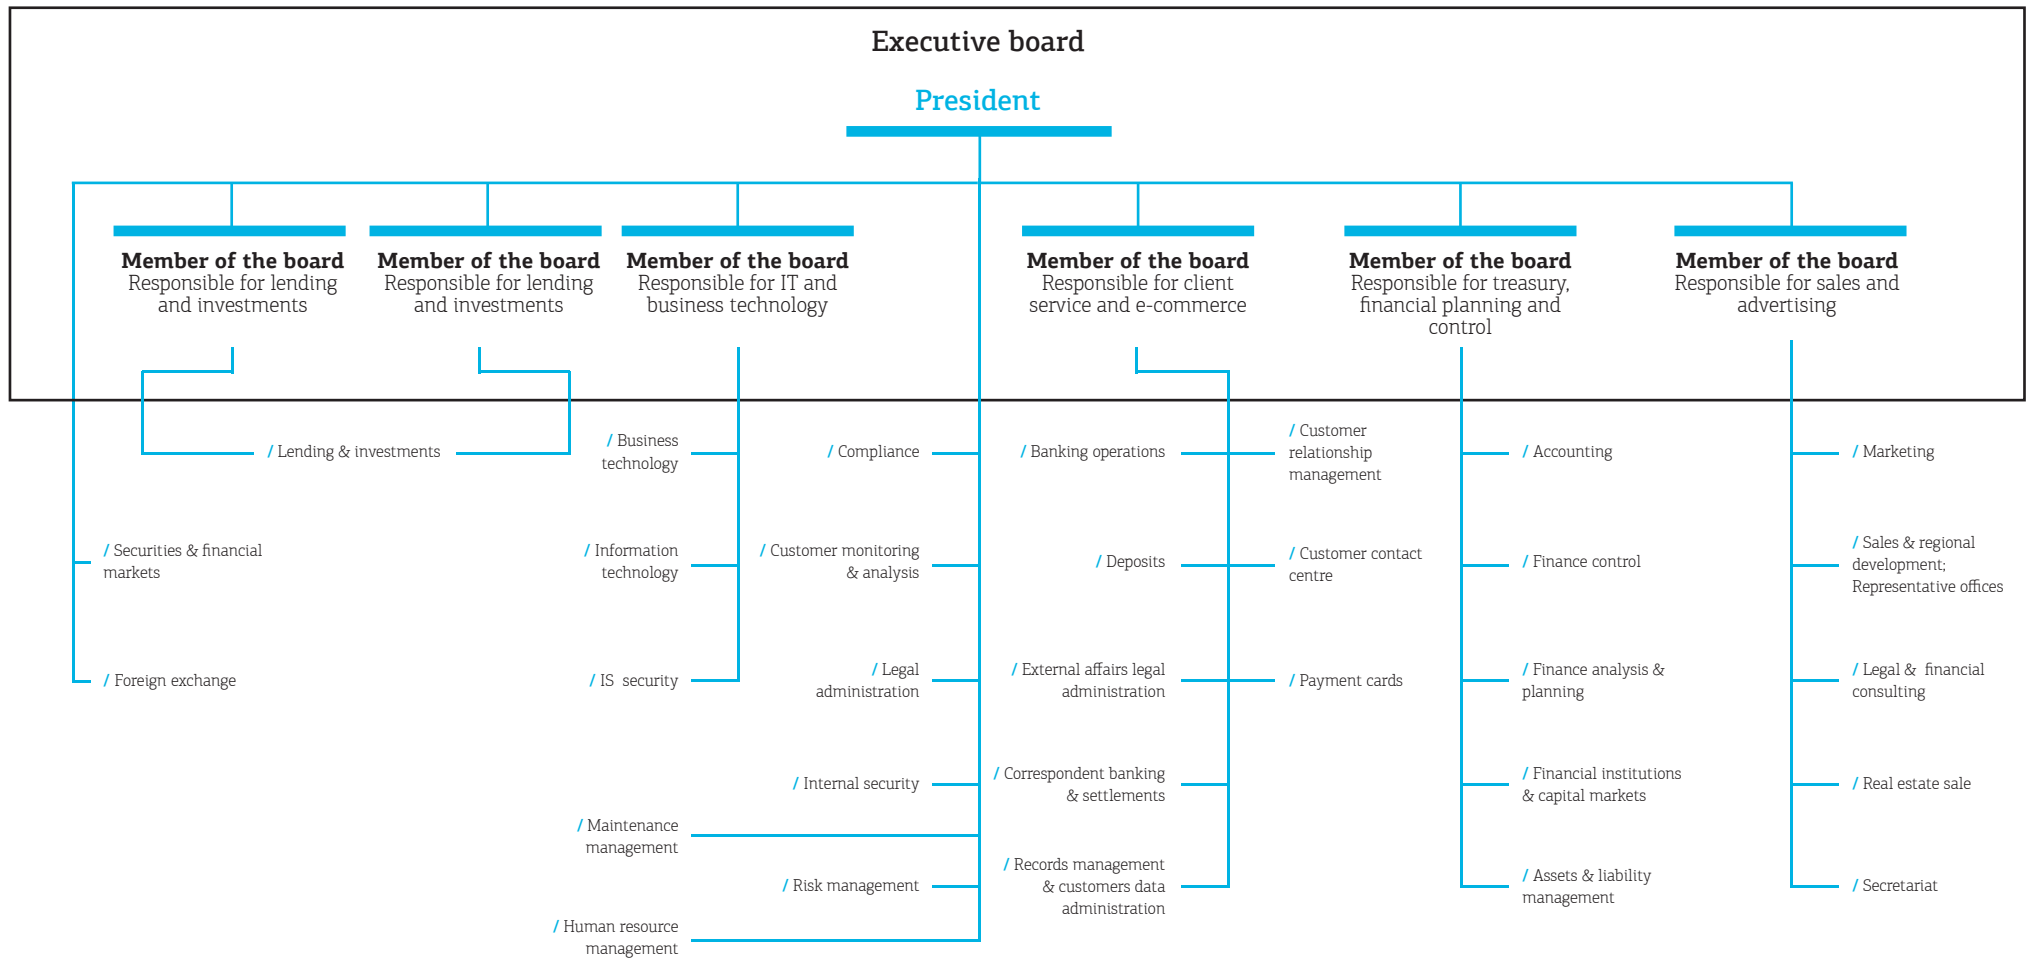 Executive board
President
Member of the board
Responsible for lending
and investments
Member of the board
Responsible for lending
and investments
Member of the board
Responsible for IT and
business technology
Member of the board
Responsible for client
service and e-commerce
Member of the board
Responsible for treasury,
financial planning and
control
Member of the board
Responsible for sales and
advertising
/ Lending & investments
/ Securities & financial
markets
/ Foreign exchange
/ Business
technology
/ Information
technology
/ IS security
/ Compliance
/ Customer monitoring
& analysis
/ Legal
administration
/ Internal security
/ Maintenance
management
/ Risk management
/ Human resource
management
/ Banking operations
/ Deposits
/ External affairs legal
administration
/ Correspondent banking
& settlements
/ Records management
& customers data
administration
/ Customer
relationship
management
/ Customer contact
centre
/ Payment cards
/ Accounting
/ Finance control
/ Finance analysis &
planning
/ Financial institutions
& capital markets
/ Assets & liability
management
/ Marketing
/ Sales & regional
development;
Representative offices
/ Legal & financial
consulting
/ Real estate sale
/ Secretariat